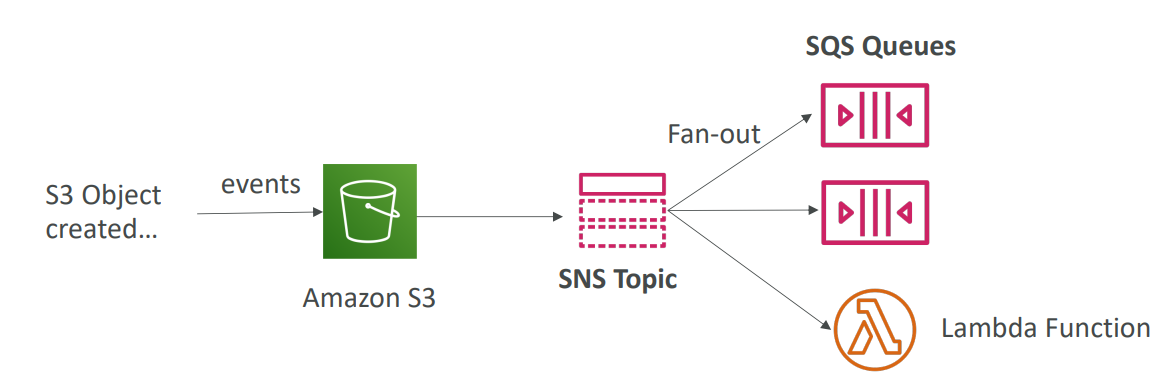 SQS Queues
Fan-out
events
S3 Object
created...
Amazon S3
SNS Topic
Lambda Function